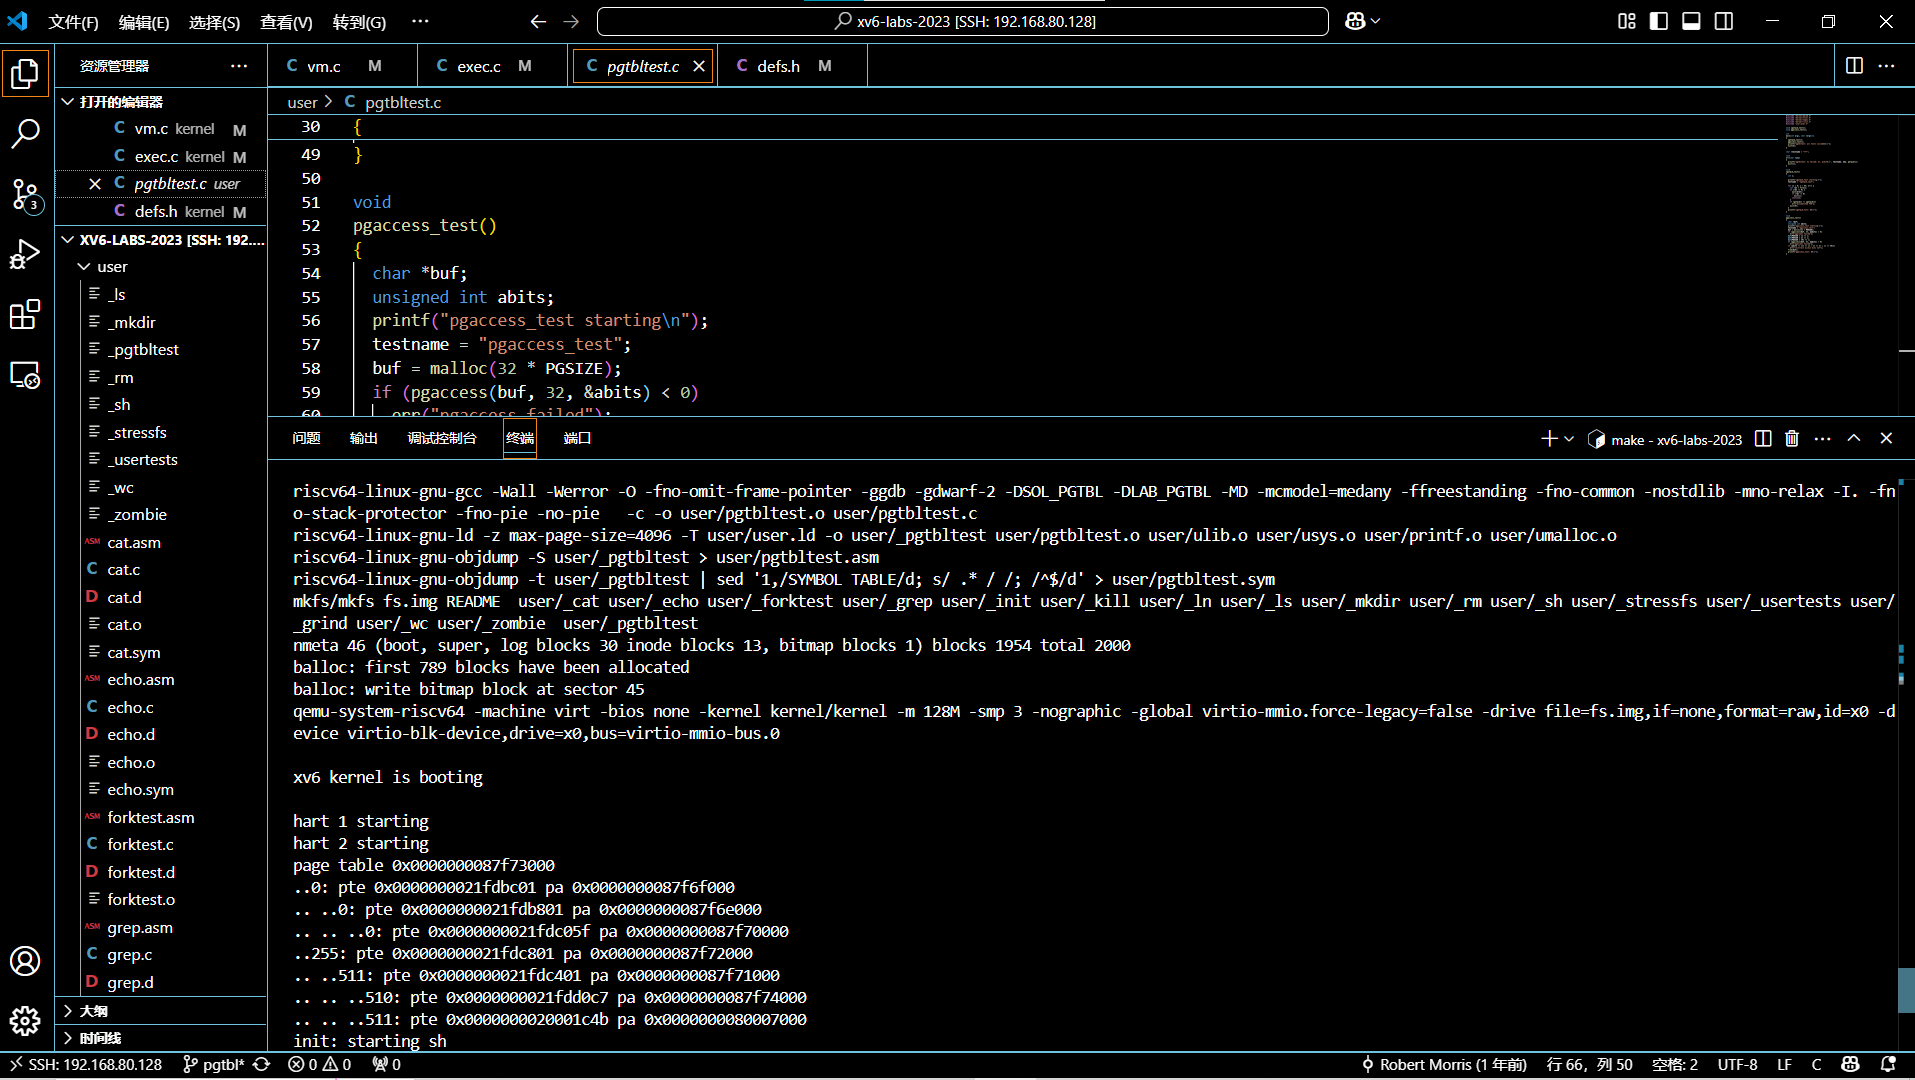 文件(F) 编辑(E) 选择(S) 查看(V) 转到(G) ···
xv6-labs-2023 [SSH: 192.168.80.128]
资源管理器
vm.c M
exec.c M
pgtbltest.c
defs.h M
打开的编辑器
vm.c kernel M
exec.c kernel M
pgtbltest.c user
defs.h kernel M
XV6-LABS-2023 [SSH: 192....
user
_ls
_mkdir
_pgtbltest
_rm
_sh
_stressfs
_usertests
_wc
_zombie
cat.asm
cat.c
cat.d
cat.o
cat.sym
echo.asm
echo.c
echo.d
echo.o
echo.sym
forktest.asm
forktest.c
forktest.d
forktest.o
grep.asm
grep.c
grep.d
大纲
时间线
3
user > C pgtbltest.c
30 {
49 }
50
51 void
52 pgaccess_test()
53 {
54 char *buf;
55 unsigned int abits;
56 printf("pgaccess_test starting\n");
57 testname = "pgaccess_test";
58 buf = malloc(32 * PGSIZE);
59 if (pgaccess(buf, 32, &abits) < 0)
60 err("pgaccess failed");
问题 输出 调试控制台 终端 端口
make - xv6-labs-2023
riscv64-linux-gnu-gcc -Wall -Werror -O -fno-omit-frame-pointer -ggdb -gdwarf-2 -DSOL_PGTBL -DLAB_PGTBL -MD -mcmodel=medany -ffreestanding -fno-common -nostdlib -mno-relax -I. -fn
o-stack-protector -fno-pie -no-pie   -c -o user/pgtbltest.o user/pgtbltest.c
riscv64-linux-gnu-ld -z max-page-size=4096 -T user/user.ld -o user/_pgtbltest user/pgtbltest.o user/ulib.o user/usys.o user/printf.o user/umalloc.o
riscv64-linux-gnu-objdump -S user/_pgtbltest > user/pgtbltest.asm
riscv64-linux-gnu-objdump -t user/_pgtbltest | sed '1,/SYMBOL TABLE/d; s/ .* / /; /^$/d' > user/pgtbltest.sym
mkfs/mkfs fs.img README  user/_cat user/_echo user/_forktest user/_grep user/_init user/_kill user/_ln user/_ls user/_mkdir user/_rm user/_sh user/_stressfs user/_usertests user/
_grind user/_wc user/_zombie  user/_pgtbltest
nmeta 46 (boot, super, log blocks 30 inode blocks 13, bitmap blocks 1) blocks 1954 total 2000
balloc: first 789 blocks have been allocated
balloc: write bitmap block at sector 45
qemu-system-riscv64 -machine virt -bios none -kernel kernel/kernel -m 128M -smp 3 -nographic -global virtio-mmio.force-legacy=false -drive file=fs.img,if=none,format=raw,id=x0 -d
evice virtio-blk-device,drive=x0,bus=virtio-mmio-bus.0
xv6 kernel is booting
hart 1 starting
hart 2 starting
page table 0x0000000087f73000
..0: pte 0x0000000021fdbc01 pa 0x0000000087f6f000
.. ..0: pte 0x0000000021fdb801 pa 0x0000000087f6e000
.. .. ..0: pte 0x0000000021fdc05f pa 0x0000000087f70000
..255: pte 0x0000000021fdc801 pa 0x0000000087f72000
.. ..511: pte 0x0000000021fdc401 pa 0x0000000087f71000
.. .. ..510: pte 0x0000000021fdd0c7 pa 0x0000000087f74000
.. .. ..511: pte 0x0000000020001c4b pa 0x0000000080007000
init: starting sh
SSH: 192.168.80.128 pgtbl* 0 0 0 Robert Morris (1 年前) 行 66，列 50 空格: 2 UTF-8 LF C